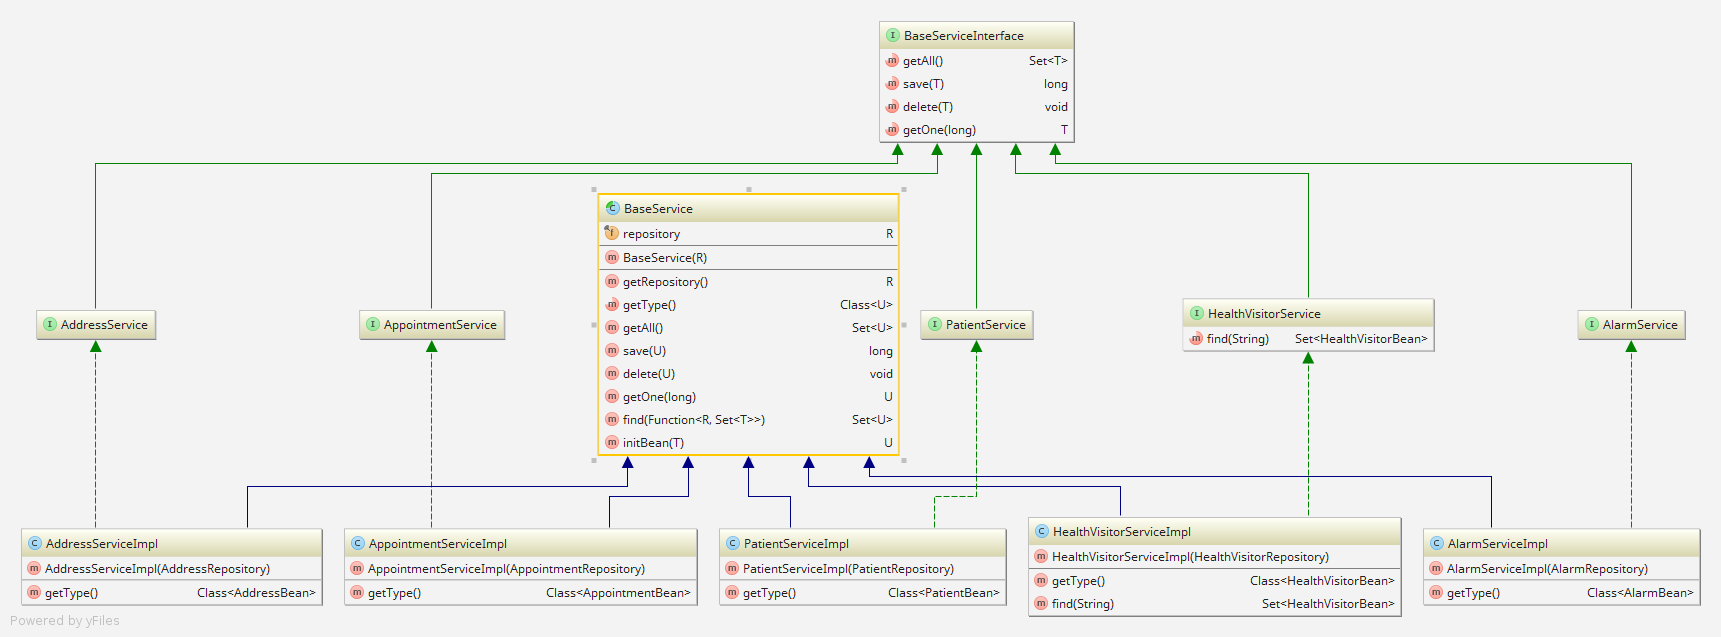 BaseServiceInterface
getAll() Set<T>
save(T) long
delete(T) void
getOne(long) T
BaseService
repository R
BaseService(R)
getRepository() R
getType() Class<U>
getAll() Set<U>
save(U) long
delete(U) void
getOne(long) U
find(Function<R, Set<T>>) Set<U>
initBean(T) U
AddressService
AppointmentService
PatientService
HealthVisitorService
find(String) Set<HealthVisitorBean>
AlarmService
AddressServiceImpl
AddressServiceImpl(AddressRepository)
getType() Class<AddressBean>
AppointmentServiceImpl
AppointmentServiceImpl(AppointmentRepository)
getType() Class<AppointmentBean>
PatientServiceImpl
PatientServiceImpl(PatientRepository)
getType() Class<PatientBean>
HealthVisitorServiceImpl
HealthVisitorServiceImpl(HealthVisitorRepository)
getType() Class<HealthVisitorBean>
find(String) Set<HealthVisitorBean>
AlarmServiceImpl
AlarmServiceImpl(AlarmRepository)
getType() Class<AlarmBean>
Powered by yFiles